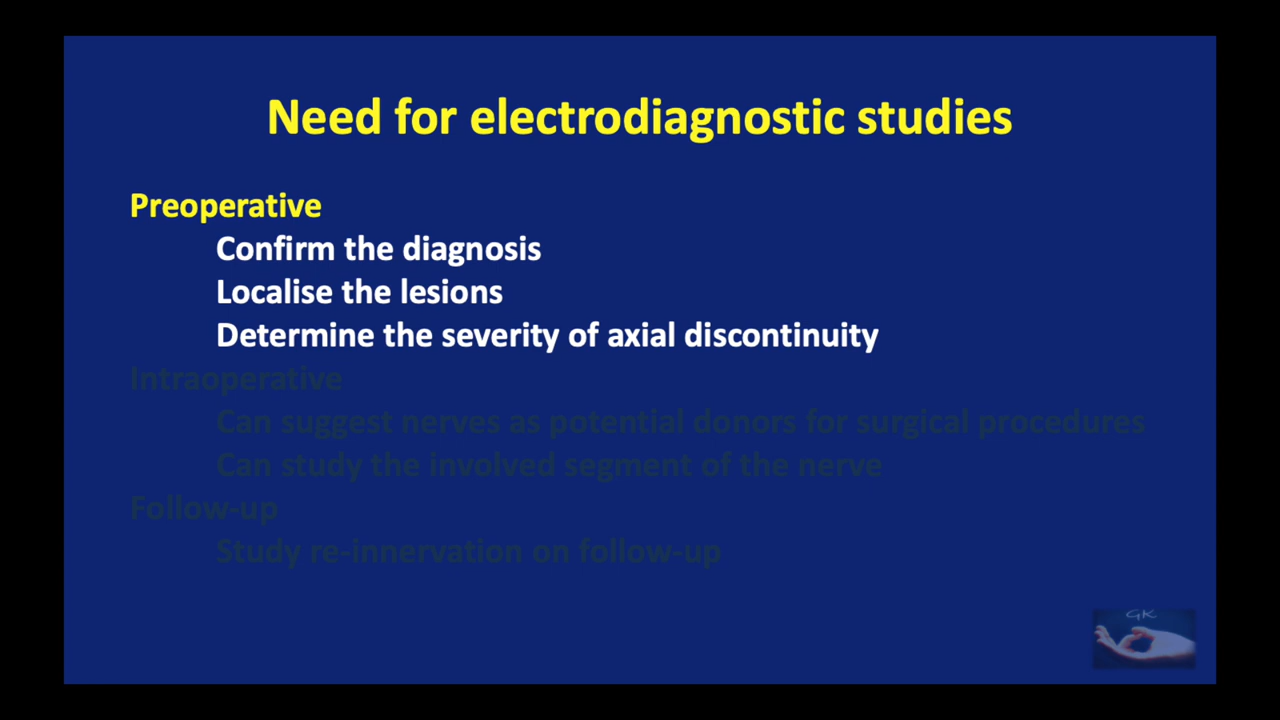 Need for electrodiagnostic studies
Preoperative
Confirm the diagnosis
Localise the lesions
Determine the severity of axial discontinuity
Intraoperative
Can suggest nerves as potential donors for surgical procedures
Can study the involved segment of the nerve
Follow-up
Study re-innervation on follow-up
GK